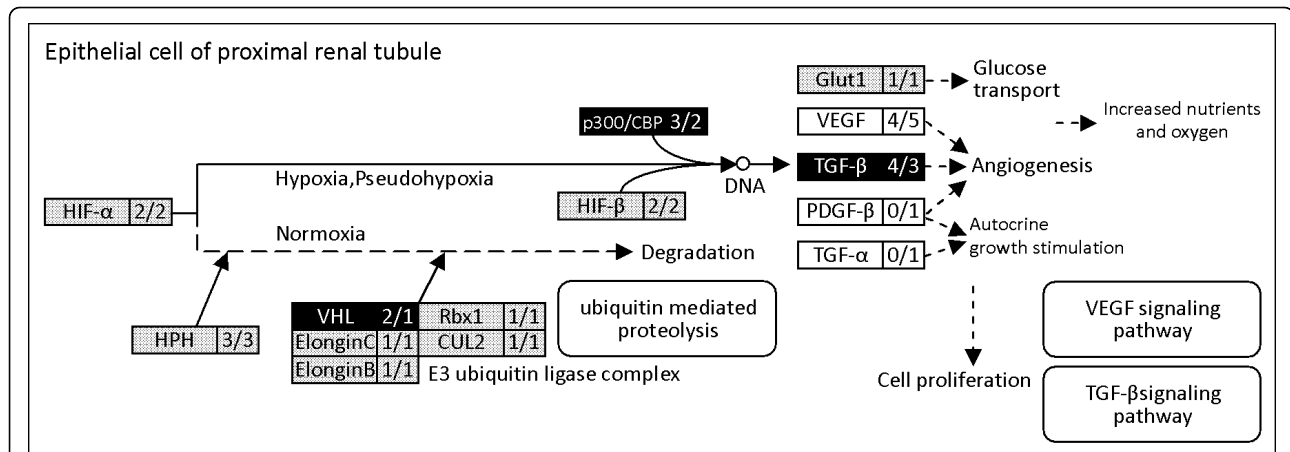 Epithelial cell of proximal renal tubule
Glut1 1/1
Glucose
transport
p300/CBP 3/2
VEGF 4/5
Increased nutrients
and oxygen
Hypoxia,Pseudohypoxia
DNA
TGF-β 4/3
Angiogenesis
HIF-α 2/2
HIF-β 2/2
PDGF-β 0/1
Normoxia
Degradation
Autocrine
growth stimulation
TGF-α 0/1
HPH 3/3
VHL 2/1 Rbx1 1/1
ElonginC 1/1 CUL2 1/1
ElonginB 1/1
E3 ubiquitin ligase complex
ubiquitin mediated
proteolysis
Cell proliferation
VEGF signaling
pathway
TGF-βsignaling
pathway